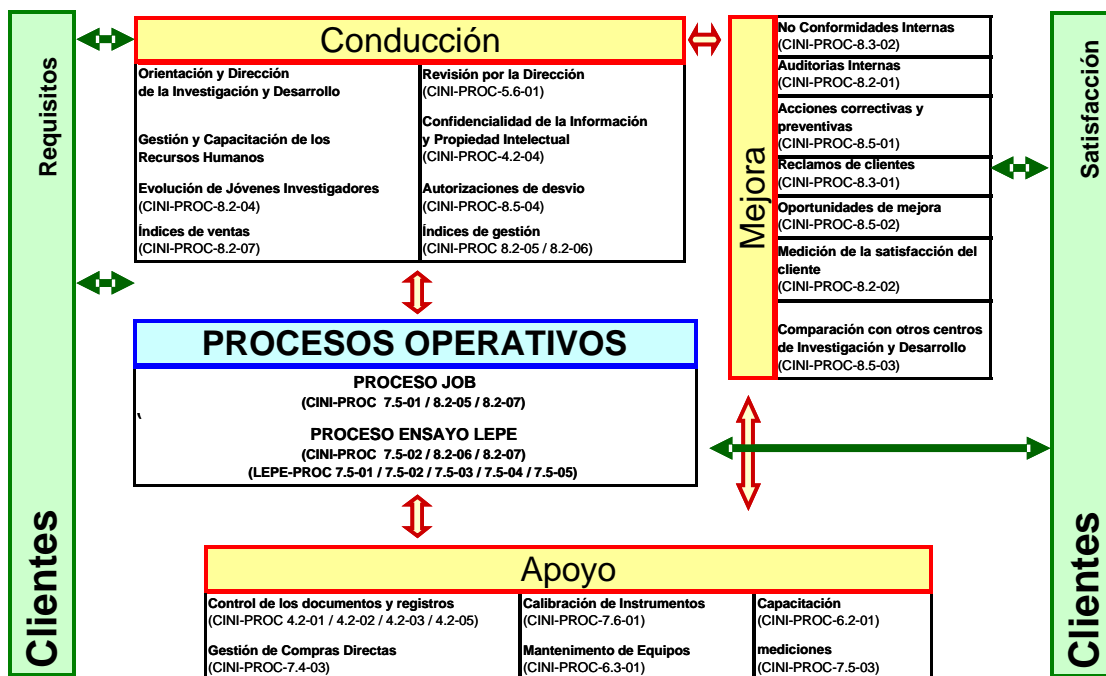 Requisitos
Clientes
Conducción
Orientación y Dirección
de la Investigación y Desarrollo
Gestión y Capacitación de los
Recursos Humanos
Evolución de Jóvenes Investigadores
(CINI-PROC-8.2-04)
Índices de ventas
(CINI-PROC-8.2-07)
Revisión por la Dirección
(CINI-PROC-5.6-01)
Confidencialidad de la Información
y Propiedad Intelectual
(CINI-PROC-4.2-04)
Autorizaciones de desvio
(CINI-PROC-8.5-04)
Índices de gestión
(CINI-PROC 8.2-05 / 8.2-06)
Mejora
No Conformidades Internas
(CINI-PROC-8.3-02)
Auditorias Internas
(CINI-PROC-8.2-01)
Acciones correctivas y
preventivas
(CINI-PROC-8.5-01)
Reclamos de clientes
(CINI-PROC-8.3-01)
Oportunidades de mejora
(CINI-PROC-8.5-02)
Medición de la satisfacción del
cliente
(CINI-PROC-8.2-02)
Comparación con otros centros
de Investigación y Desarrollo
(CINI-PROC-8.5-03)
PROCESOS OPERATIVOS
PROCESO JOB
(CINI-PROC 7.5-01 / 8.2-05 / 8.2-07)
PROCESO ENSAYO LEPE
(CINI-PROC 7.5-02 / 8.2-06 / 8.2-07)
(LEPE-PROC 7.5-01 / 7.5-02 / 7.5-03 / 7.5-04 / 7.5-05)
Apoyo
Control de los documentos y registros
(CINI-PROC 4.2-01 / 4.2-02 / 4.2-03 / 4.2-05)
Gestión de Compras Directas
(CINI-PROC-7.4-03)
Calibración de Instrumentos
(CINI-PROC-7.6-01)
Mantenimento de Equipos
(CINI-PROC-6.3-01)
Capacitación
(CINI-PROC-6.2-01)
mediciones
(CINI-PROC-7.5-03)
Satisfacción
Clientes